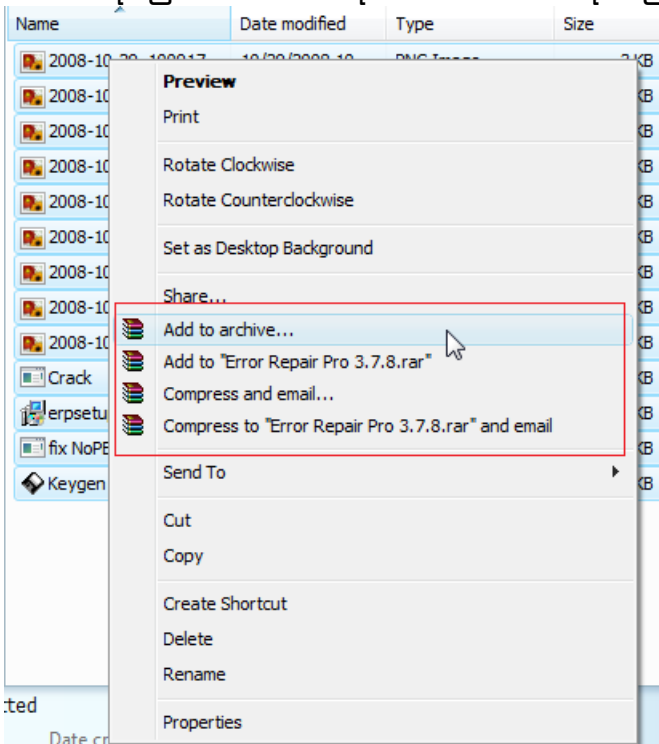 Name Date modified Type Size
2008-10-29_100017 10/29/2008 10 PNG Image KB
2008-10 KB
2008-10 KB
2008-10 KB
2008-10 KB
2008-10 KB
2008-10 KB
2008-10 KB
2008-10 KB
Crack KB
erpsetu KB
fix NoPE KB
Keygen KB
Preview
Print
Rotate Clockwise
Rotate Counterclockwise
Set as Desktop Background
Share...
Add to archive...
Add to "Error Repair Pro 3.7.8.rar"
Compress and email...
Compress to "Error Repair Pro 3.7.8.rar" and email
Send To
Cut
Copy
Create Shortcut
Delete
Rename
Properties
cted
Date cr